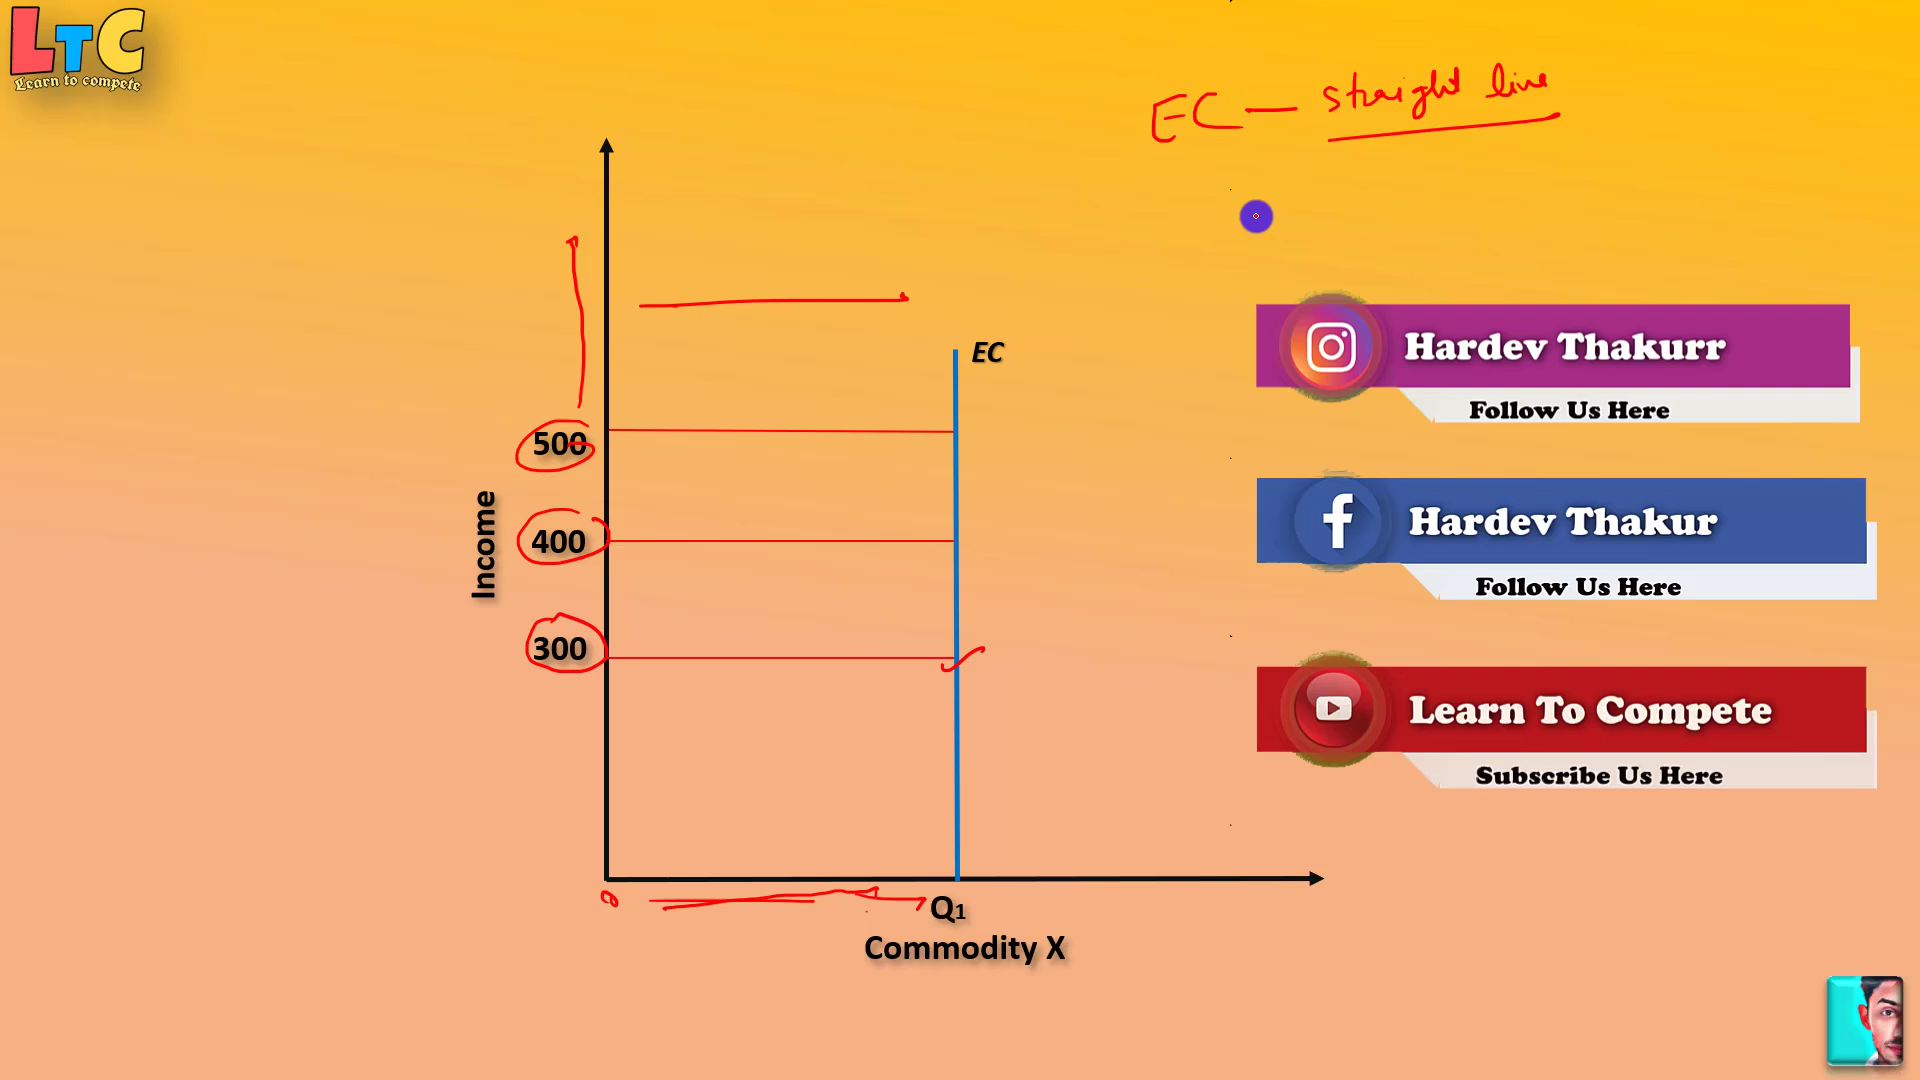 LTC
Learn to compete
EC — straight line
EC
500
400
300
Income
0
Q1
Commodity X
Hardev Thakurr
Follow Us Here
Hardev Thakur
Follow Us Here
Learn To Compete
Subscribe Us Here